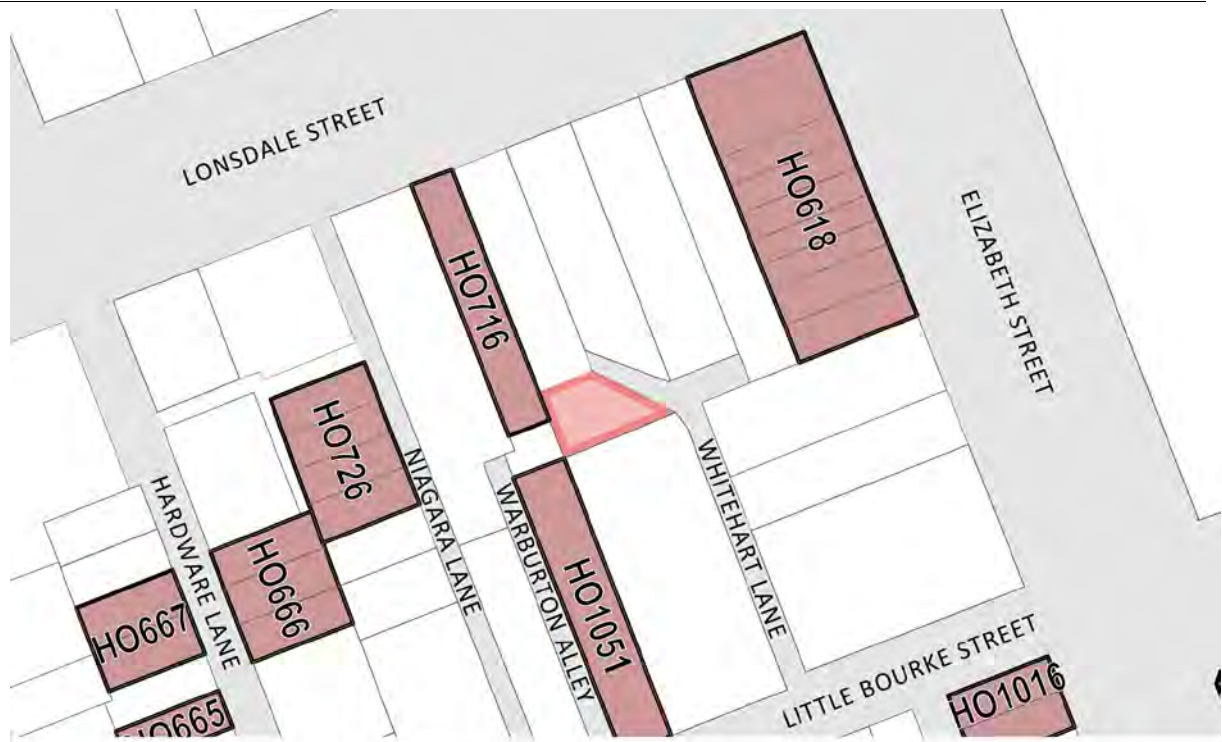 LONSDALE STREET
HO618
ELIZABETH STREET
HO716
HO726
NIAGARA LANE
WHITEHART LANE
HARDWARE LANE
WARBURTON ALLEY
HO666
HO1051
HO667
LITTLE BOURKE STREET
HO1016
HO665